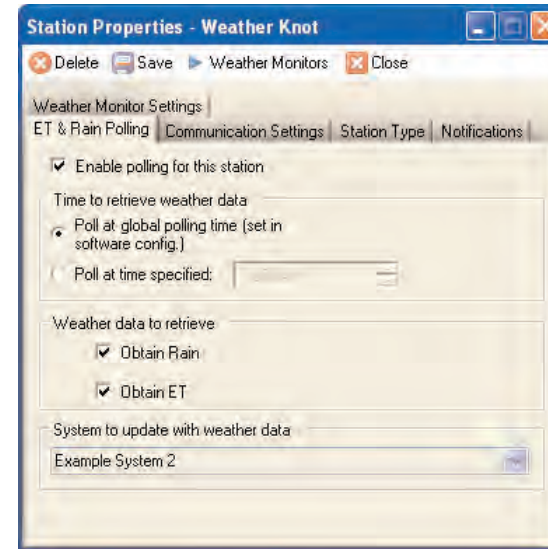 Station Properties - Weather Knot
Delete Save Weather Monitors Close
Weather Monitor Settings
ET & Rain Polling Communication Settings Station Type Notifications
Enable polling for this station
Time to retrieve weather data
Poll at global polling time (set in
software config.)
Poll at time specified:
Weather data to retrieve
Obtain Rain
Obtain ET
System to update with weather data
Example System 2